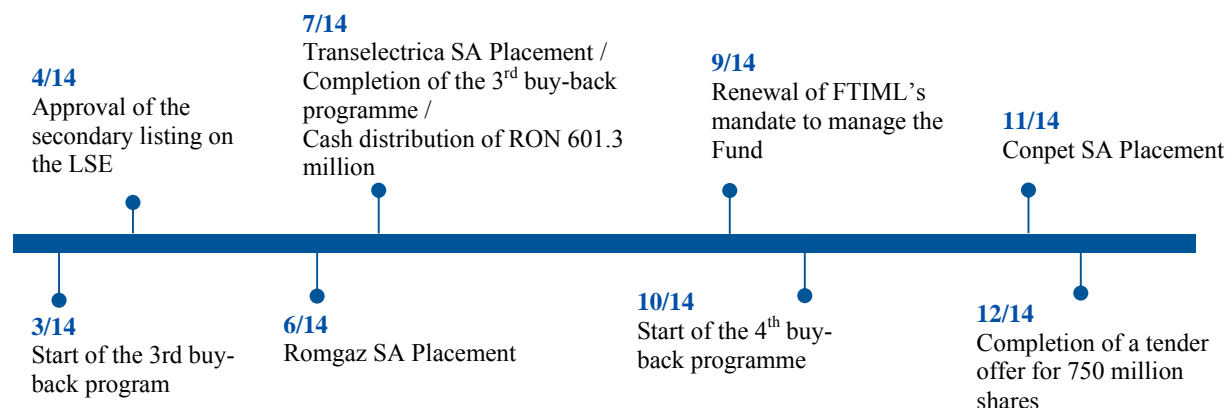 4/14
Approval of the
secondary listing on
the LSE
7/14
Transelectrica SA Placement /
Completion of the 3rd buy-back
programme /
Cash distribution of RON 601.3
million
9/14
Renewal of FTIML’s
mandate to manage the
Fund
11/14
Conpet SA Placement
3/14
Start of the 3rd buy-
back program
6/14
Romgaz SA Placement
10/14
Start of the 4th buy-
back programme
12/14
Completion of a tender
offer for 750 million
shares